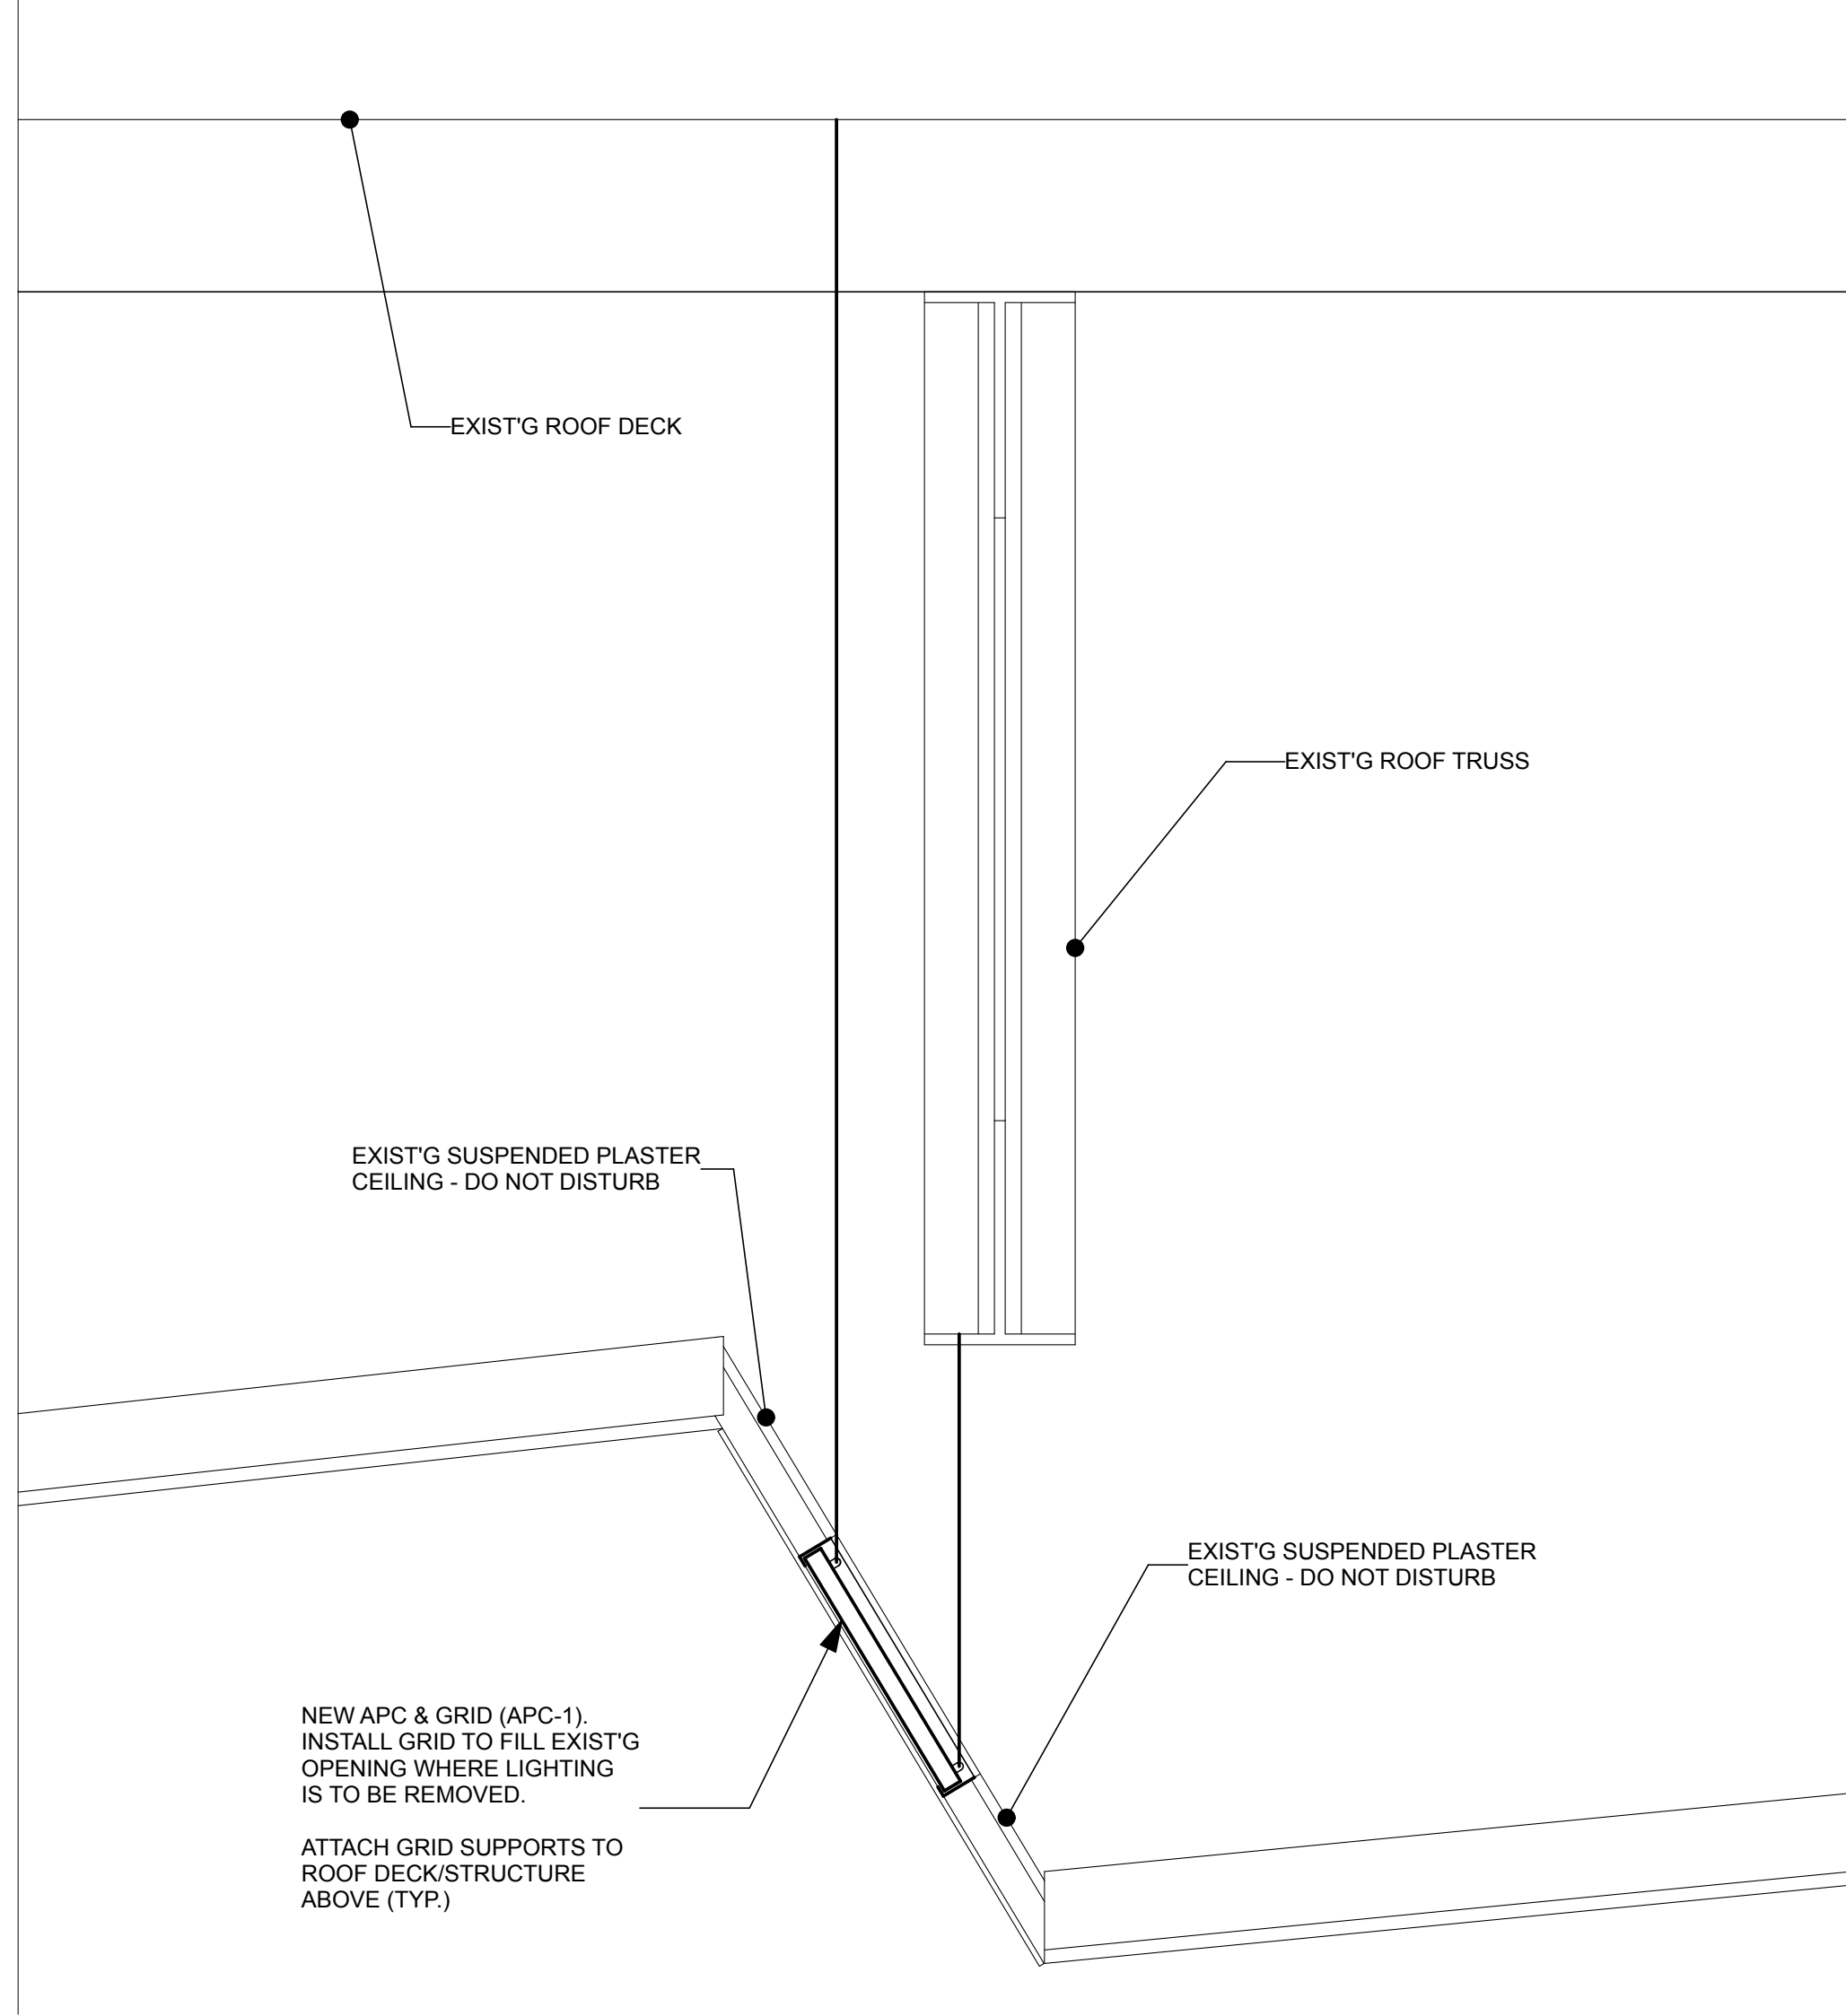 EXIST'G ROOF DECK
EXIST'G ROOF TRUSS
EXIST'G SUSPENDED PLASTER
CEILING - DO NOT DISTURB
EXIST'G SUSPENDED PLASTER
CEILING - DO NOT DISTURB
NEW APC & GRID (APC-1).
INSTALL GRID TO FILL EXIST'G
OPENING WHERE LIGHTING
IS TO BE REMOVED.
ATTACH GRID SUPPORTS TO
ROOF DECK/STRUCTURE
ABOVE (TYP.)